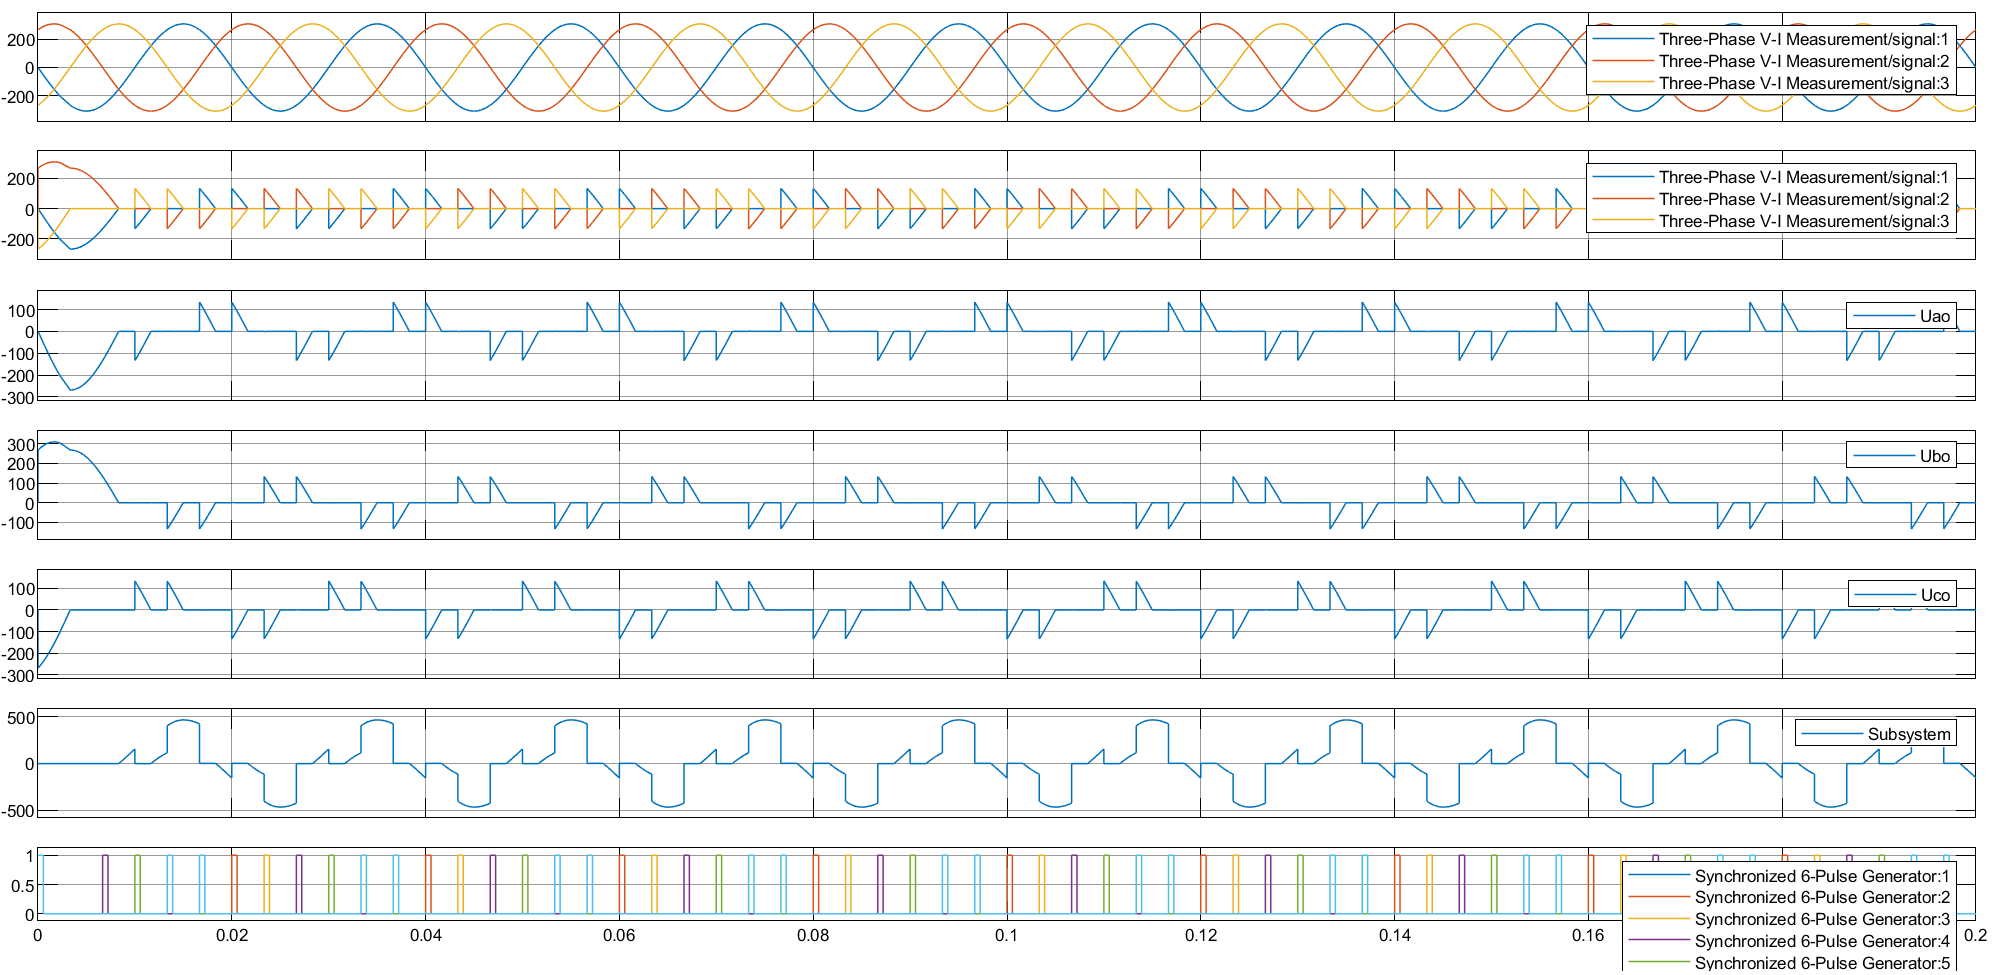 200
0
-200
Three-Phase V-I Measurement/signal:1
Three-Phase V-I Measurement/signal:2
Three-Phase V-I Measurement/signal:3
200
0
-200
Three-Phase V-I Measurement/signal:1
Three-Phase V-I Measurement/signal:2
Three-Phase V-I Measurement/signal:3
100
0
-100
-200
-300
Uao
300
200
100
0
-100
Ubo
100
0
-100
-200
-300
Uco
500
0
-500
Subsystem
1
0.5
0
Synchronized 6-Pulse Generator:1
Synchronized 6-Pulse Generator:2
Synchronized 6-Pulse Generator:3
Synchronized 6-Pulse Generator:4
Synchronized 6-Pulse Generator:5
0 0.02 0.04 0.06 0.08 0.1 0.12 0.14 0.16 0.2